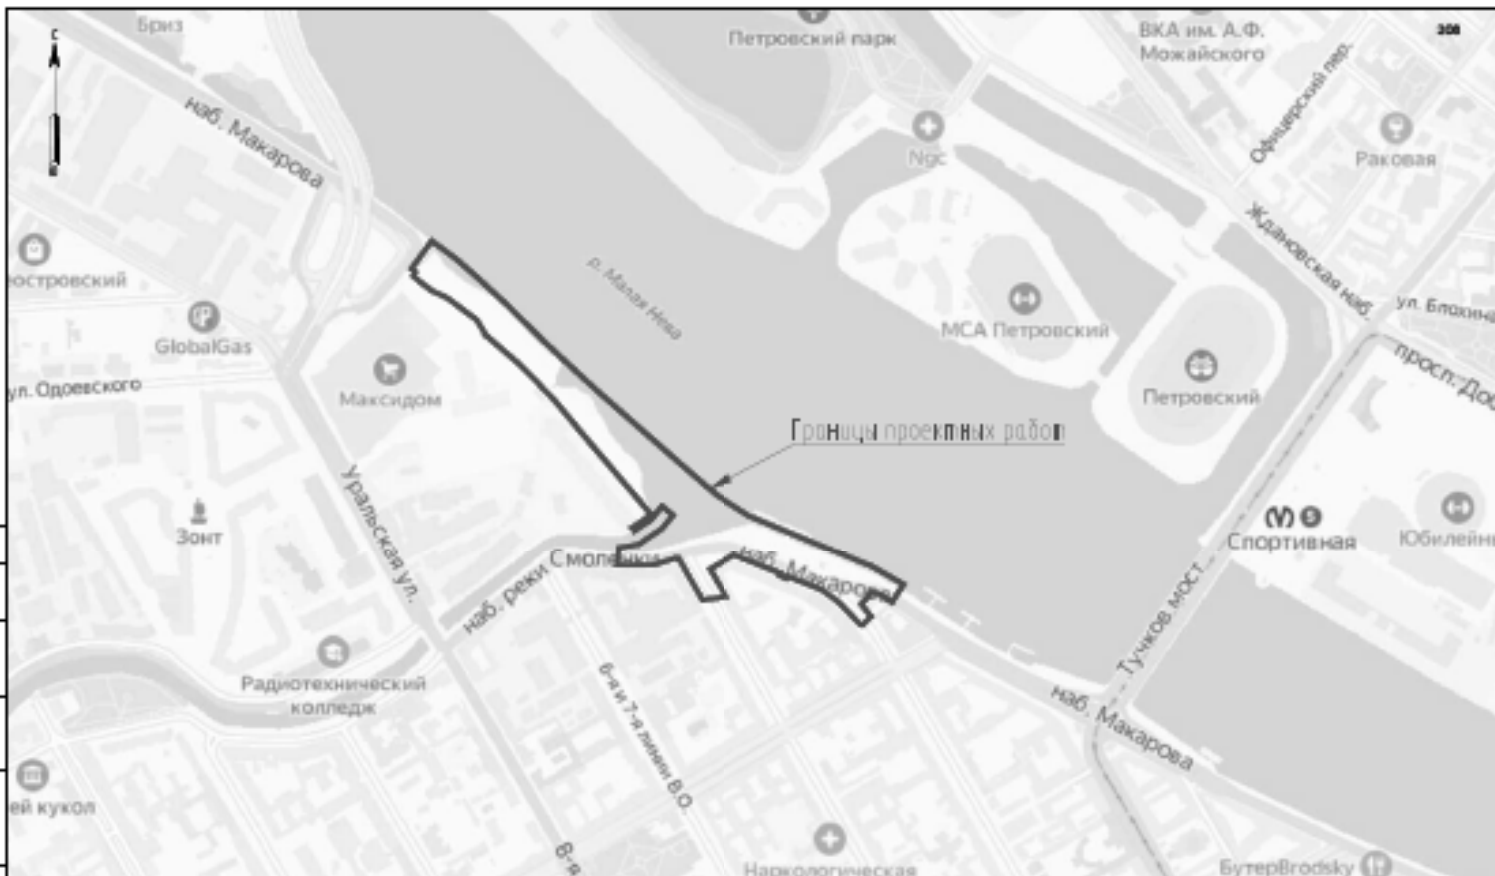 Бриз
Петровский парк
ВКА им. А.Ф.
Можайского
С
наб. Макарова
Офицерский пер.
Ngc
Раковая
островский
р. Малая Нева
Ждановская наб.
ул. Блохина
GlobalGas
МСА Петровский
просп. Доб
ул. Одоевского
Максидом
Петровский
Границы проектных работ
Уральская ул.
Зонт
Спортивная
Юбилейн
Смоленки
наб. реки
наб. Макарова
Тучков мост
Радиотехнический
колледж
6-я и 7-я линии В.О.
наб. Макарова
ей кукол
8-я
Наркологическая
БутерBrodsky